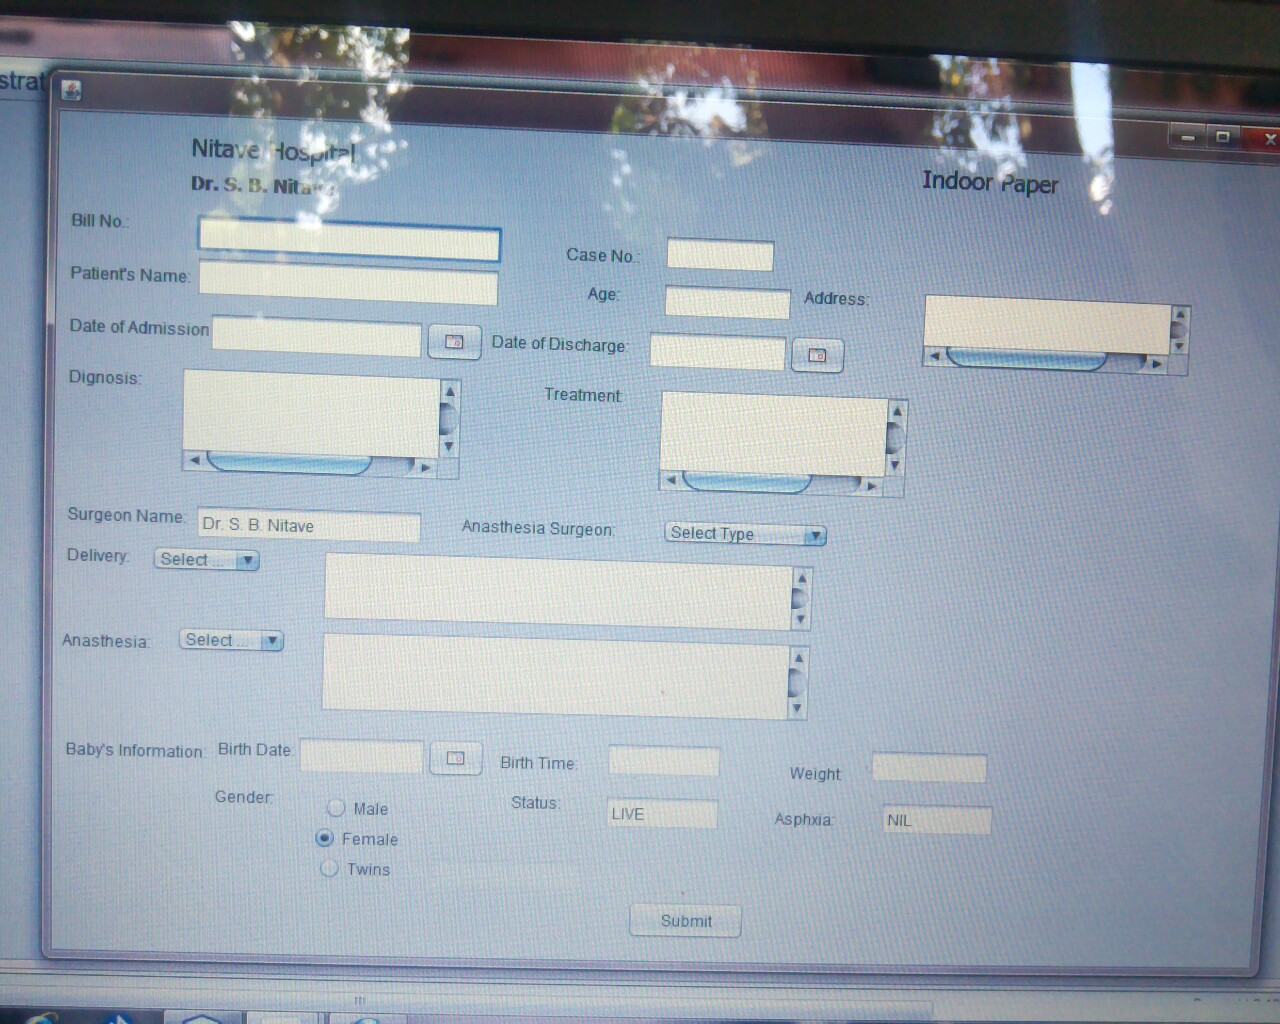 strat
Nitave Hospital
Dr. S. B. Nitave
Indoor Paper
Bill No.:
Case No.:
Patient's Name:
Age:
Address:
Date of Admission
Date of Discharge:
Dignosis:
Treatment:
Surgeon Name: Dr. S. B. Nitave
Anasthesia Surgeon: Select Type
Delivery: Select ...
Anasthesia: Select ...
Baby's Information: Birth Date:
Birth Time:
Weight:
Gender:
Male
Status: LIVE
Asphxia: NIL
Female
Twins
Submit